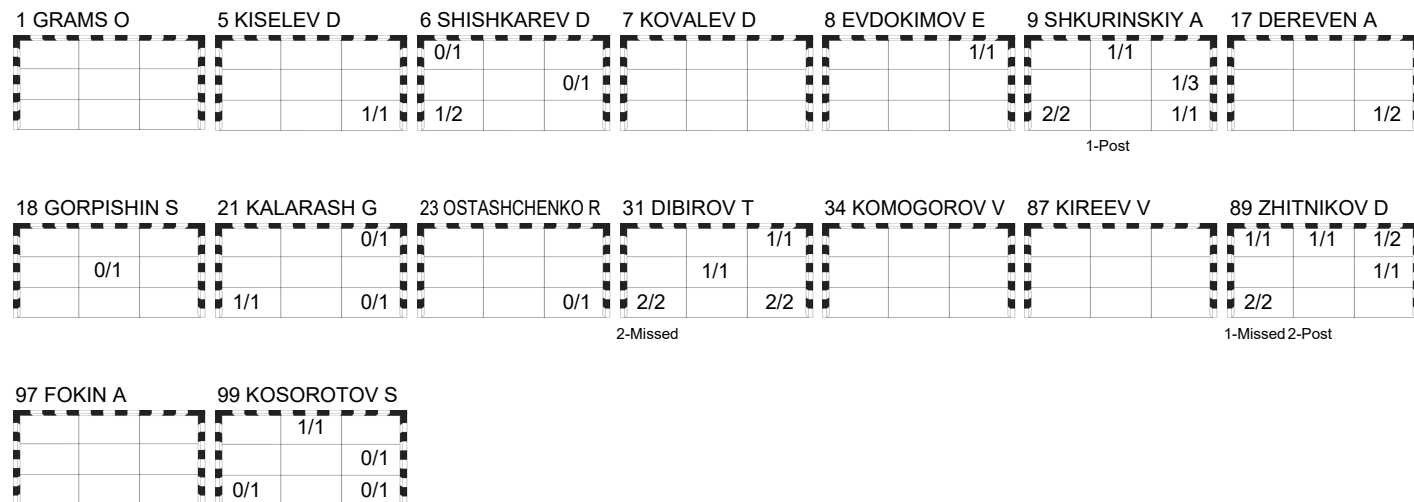 1 GRAMS O 5 KISELEV D 6 SHISHKAREV D 7 KOVALEV D 8 EVDOKIMOV E 9 SHKURINSKIY A 17 DEREVEN A
0/1 1/1 1/1
0/1 1/3
1/1 1/2 2/2 1/1 1/2
1-Post
18 GORPISHIN S 21 KALARASH G 23 OSTASHCHENKO R 31 DIBIROV T 34 KOMOGOROV V 87 KIREEV V 89 ZHITNIKOV D
0/1 1/1 1/1 1/1 1/2
0/1 1/1 1/1
1/1 0/1 0/1 2/2 2/2 2/2
2-Missed 1-Missed 2-Post
97 FOKIN A 99 KOSOROTOV S
1/1
0/1
0/1 0/1